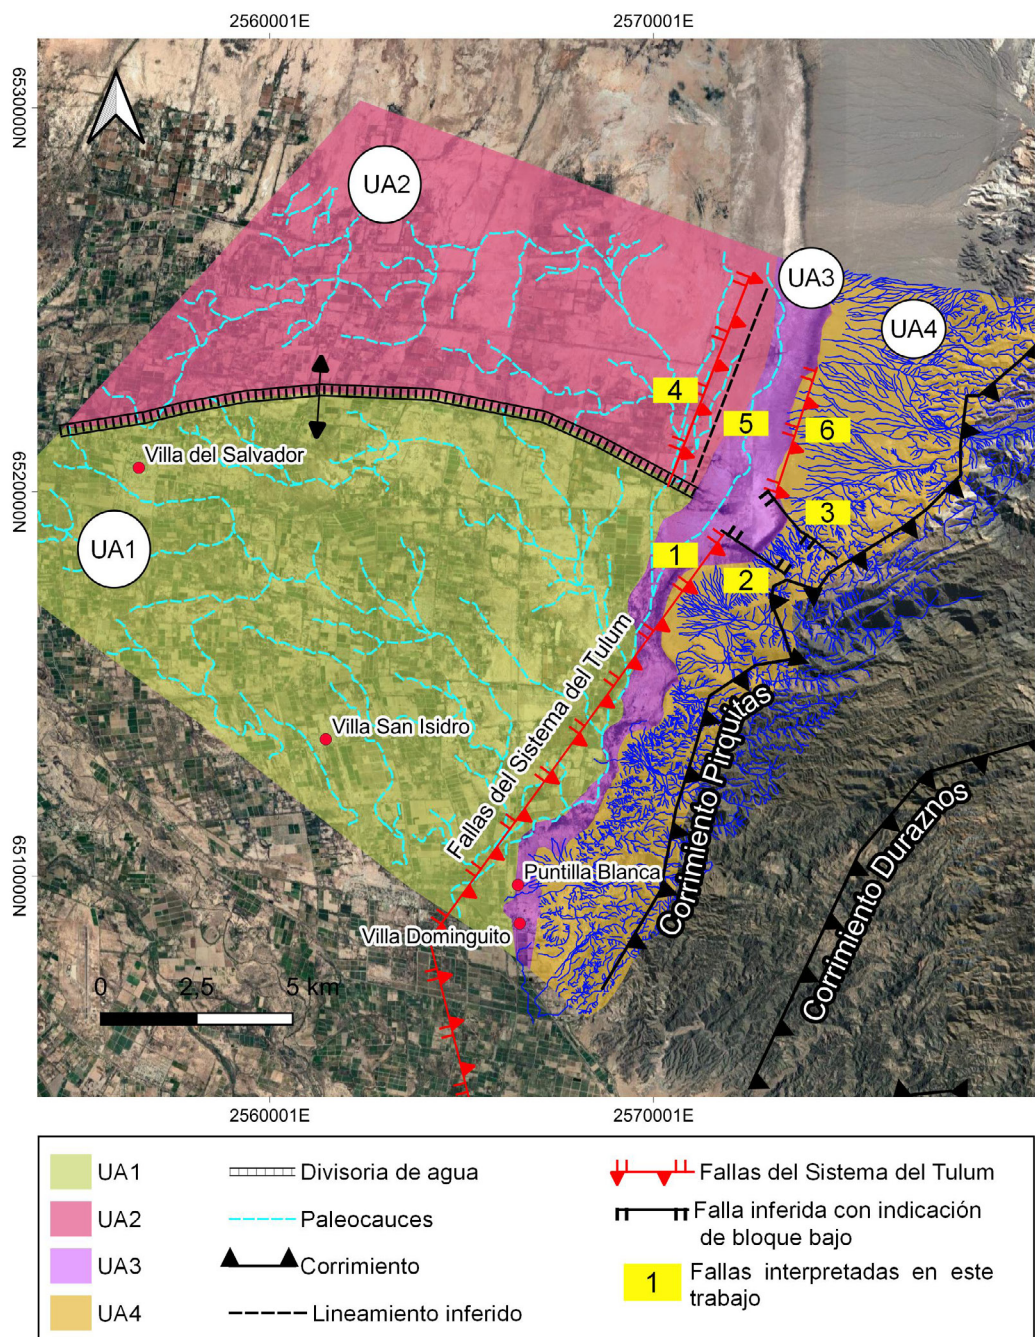 2560001E
2570001E
6530000N
UA2
UA3
UA4
4
5
6
Villa del Salvador
6520000N
3
UA1
1
2
Fallas del Sistema del Tulum
Villa San Isidro
Corrimiento Pirquitas
Corrimiento Duraznos
6510000N
Puntilla Blanca
Villa Dominguito
0 2,5 5 km
2560001E
2570001E
UA1
UA2
UA3
UA4
Divisoria de agua
Paleocauces
Corrimiento
Lineamiento inferido
Fallas del Sistema del Tulum
Falla inferida con indicación
de bloque bajo
1
Fallas interpretadas en este
trabajo